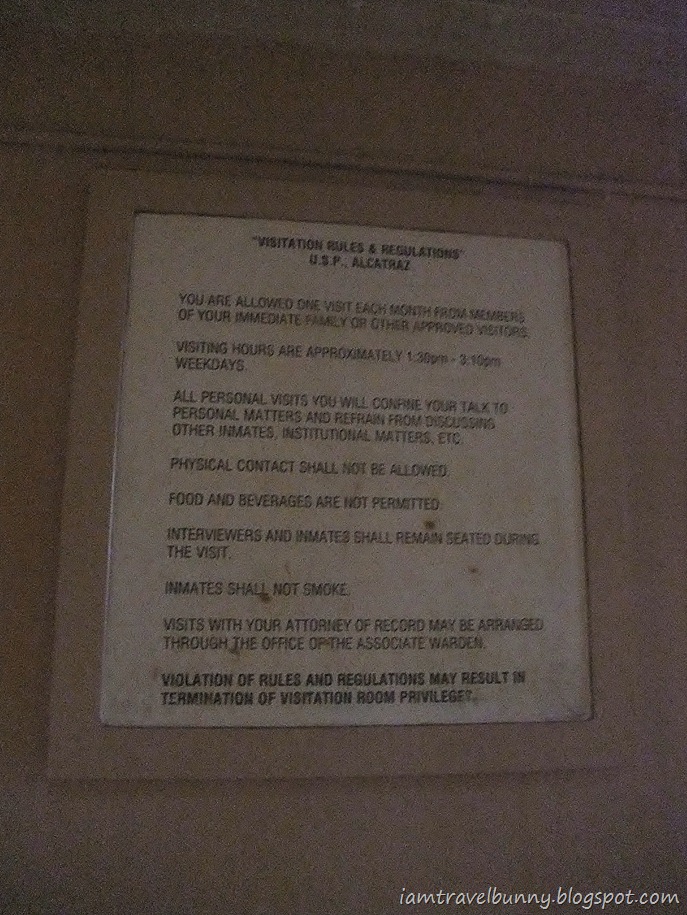 "VISITATION RULES & REGULATIONS"
U.S.P., ALCATRAZ
YOU ARE ALLOWED ONE VISIT EACH MONTH FROM MEMBERS
OF YOUR IMMEDIATE FAMILY OR OTHER APPROVED VISITORS.
VISITING HOURS ARE APPROXIMATELY 1:30pm - 3:10pm
WEEKDAYS.
ALL PERSONAL VISITS YOU WILL CONFINE YOUR TALK TO
PERSONAL MATTERS AND REFRAIN FROM DISCUSSING
OTHER INMATES, INSTITUTIONAL MATTERS, ETC.
PHYSICAL CONTACT SHALL NOT BE ALLOWED.
FOOD AND BEVERAGES ARE NOT PERMITTED.
INTERVIEWERS AND INMATES SHALL REMAIN SEATED DURING
THE VISIT.
INMATES SHALL NOT SMOKE.
VISITS WITH YOUR ATTORNEY OF RECORD MAY BE ARRANGED
THROUGH THE OFFICE OF THE ASSOCIATE WARDEN.
VIOLATION OF RULES AND REGULATIONS MAY RESULT IN
TERMINATION OF VISITATION ROOM PRIVILEGES.
iamtravelbunny.blogspot.com